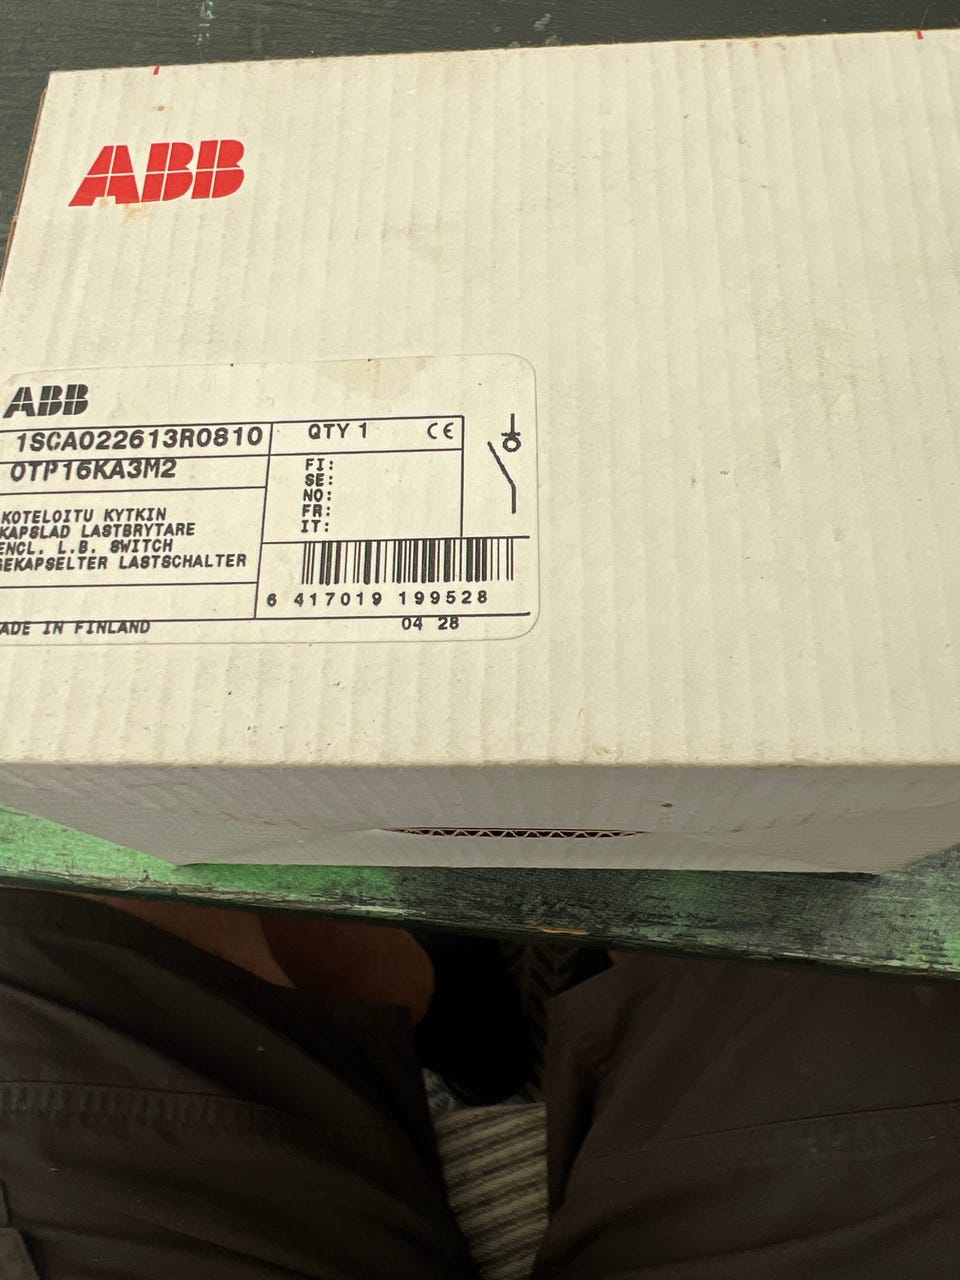 ABB
ABB
1SCA022613R0810
QTY 1
CE
OTP16KA3M2
FI:
SE:
NO:
FR:
IT:
KOTELOITU KYTKIN
KAPSLAD LASTBRYTARE
ENCL. L.B. SWITCH
GEKAPSELTER LASTSCHALTER
6 417019 199528
ADE IN FINLAND
04 28